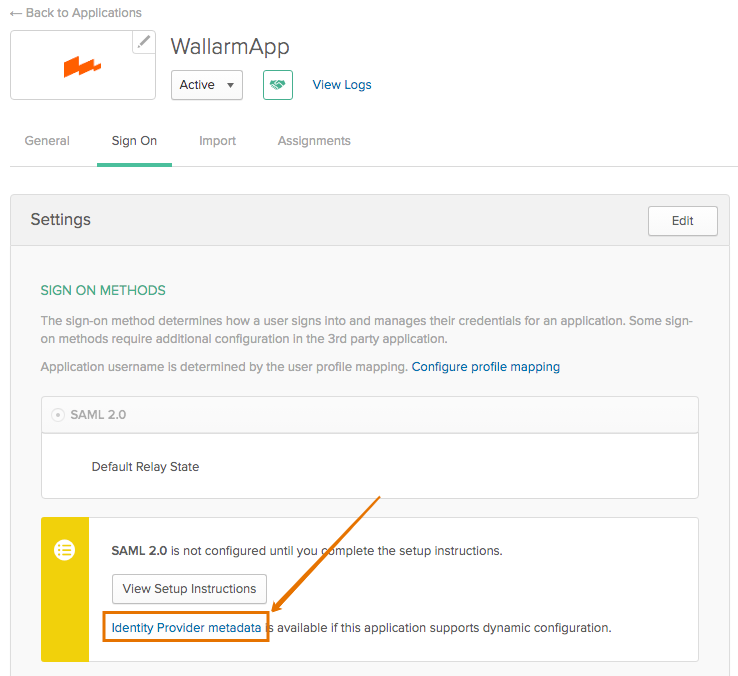 ← Back to Applications
WallarmApp
Active
View Logs
General Sign On Import Assignments
Settings
Edit
SIGN ON METHODS
The sign-on method determines how a user signs into and manages their credentials for an application. Some sign-
on methods require additional configuration in the 3rd party application.
Application username is determined by the user profile mapping. Configure profile mapping
SAML 2.0
Default Relay State
SAML 2.0 is not configured until you complete the setup instructions.
View Setup Instructions
Identity Provider metadata is available if this application supports dynamic configuration.